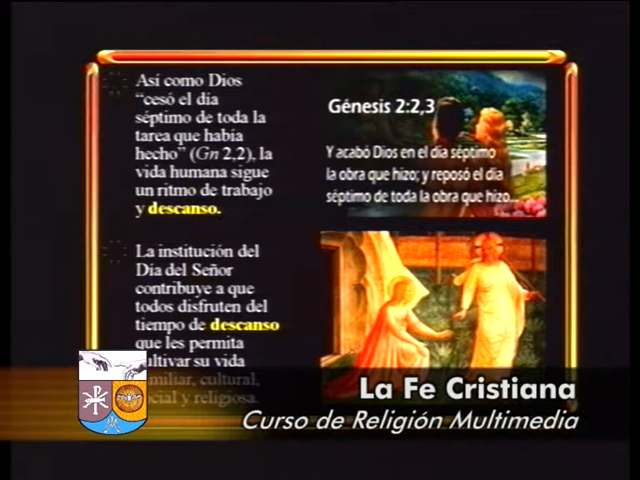 Así como Dios
“cesó el día
séptimo de toda la
tarea que había
hecho” (Gn 2,2), la
vida humana sigue
un ritmo de trabajo
y descanso.
La institución del
Día del Señor
contribuye a que
todos disfruten del
tiempo de descanso
que les permita
cultivar su vida
familiar, cultural,
social y religiosa.
Génesis 2:2,3
Y acabó Dios en el día séptimo
la obra que hizo; y reposó el día
séptimo de toda la obra que hizo...
La Fe Cristiana
Curso de Religión Multimedia